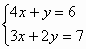 4x + y = 6
3x + 2y = 7